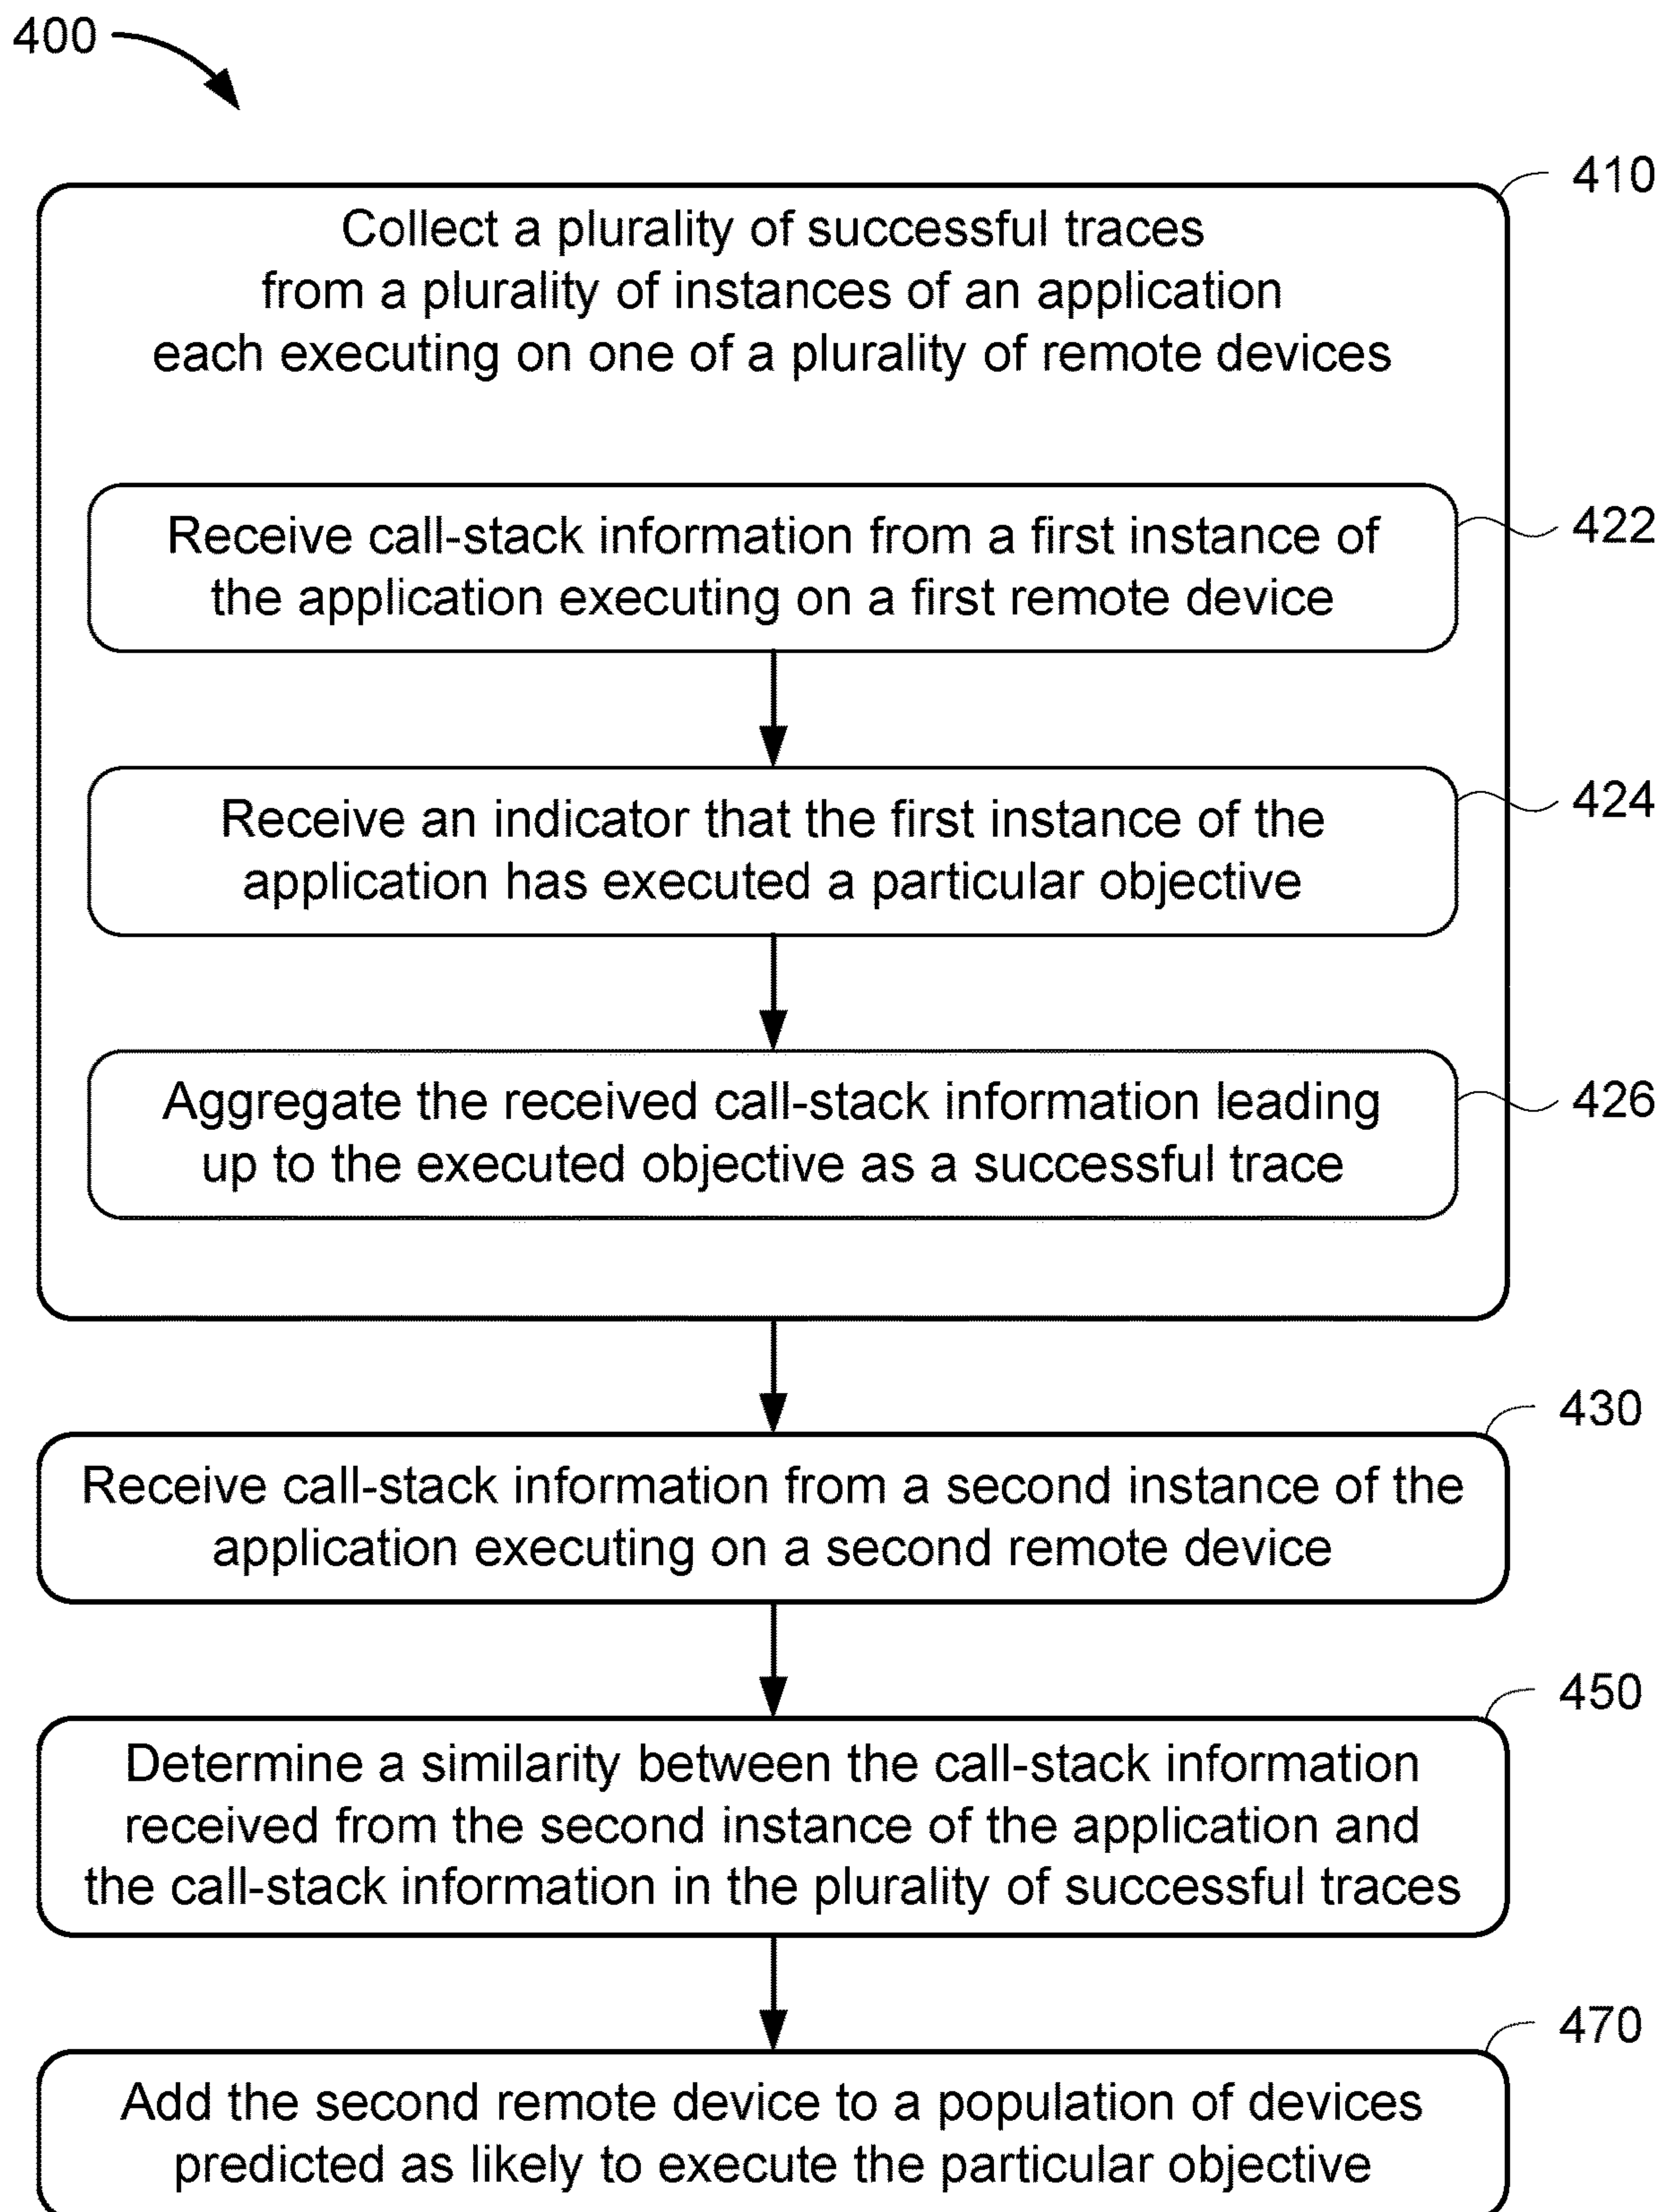 400
410
Collect a plurality of successful traces
from a plurality of instances of an application
each executing on one of a plurality of remote devices
Receive call-stack information from a first instance of
the application executing on a first remote device
422
Receive an indicator that the first instance of the
application has executed a particular objective
424
Aggregate the received call-stack information leading
up to the executed objective as a successful trace
426
430
Receive call-stack information from a second instance of the
application executing on a second remote device
450
Determine a similarity between the call-stack information
received from the second instance of the application and
the call-stack information in the plurality of successful traces
470
Add the second remote device to a population of devices
predicted as likely to execute the particular objective